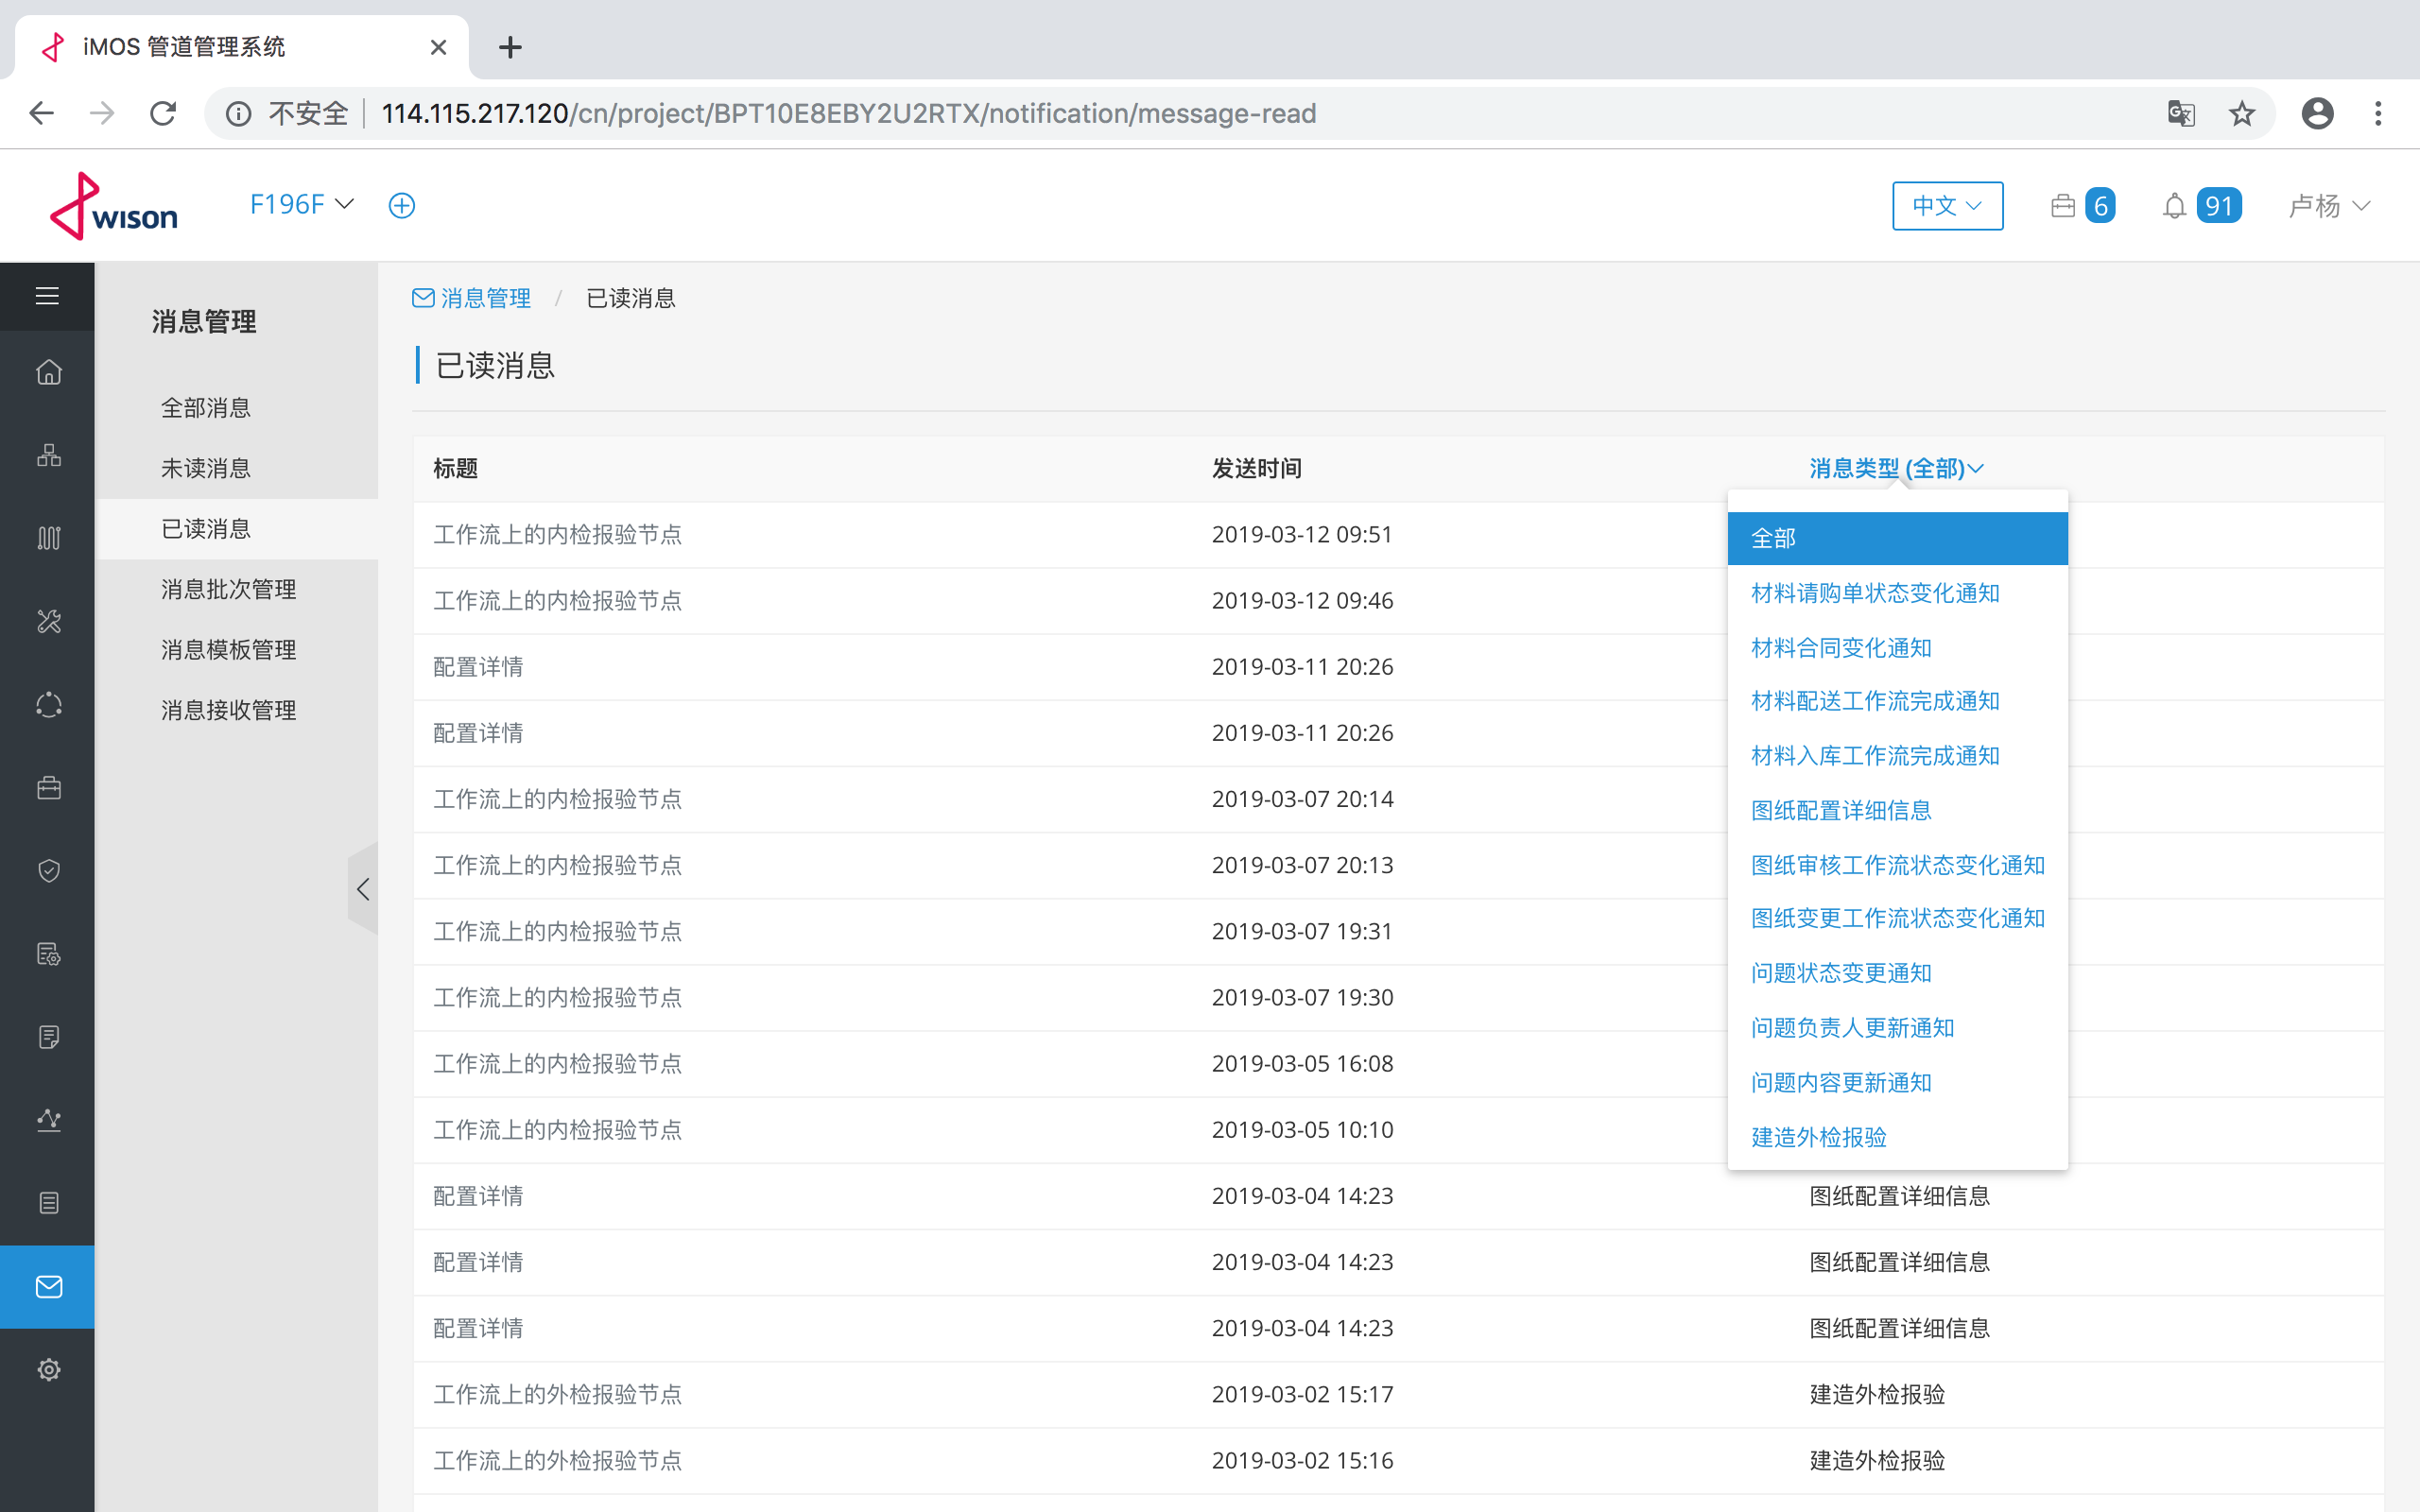 iMOS 管道管理系统
不安全 114.115.217.120/cn/project/BPT10E8EBY2U2RTX/notification/message-read
wison F196F 中文 6 91 卢杨
消息管理
全部消息
未读消息
已读消息
消息批次管理
消息模板管理
消息接收管理
消息管理 / 已读消息
已读消息
标题 发送时间 消息类型 (全部)
工作流上的内检报验节点 2019-03-12 09:51
工作流上的内检报验节点 2019-03-12 09:46
配置详情 2019-03-11 20:26
配置详情 2019-03-11 20:26
工作流上的内检报验节点 2019-03-07 20:14
工作流上的内检报验节点 2019-03-07 20:13
工作流上的内检报验节点 2019-03-07 19:31
工作流上的内检报验节点 2019-03-07 19:30
工作流上的内检报验节点 2019-03-05 16:08
工作流上的内检报验节点 2019-03-05 10:10
配置详情 2019-03-04 14:23 图纸配置详细信息
配置详情 2019-03-04 14:23 图纸配置详细信息
配置详情 2019-03-04 14:23 图纸配置详细信息
工作流上的外检报验节点 2019-03-02 15:17 建造外检报验
工作流上的外检报验节点 2019-03-02 15:16 建造外检报验
全部
材料请购单状态变化通知
材料合同变化通知
材料配送工作流完成通知
材料入库工作流完成通知
图纸配置详细信息
图纸审核工作流状态变化通知
图纸变更工作流状态变化通知
问题状态变更通知
问题负责人更新通知
问题内容更新通知
建造外检报验